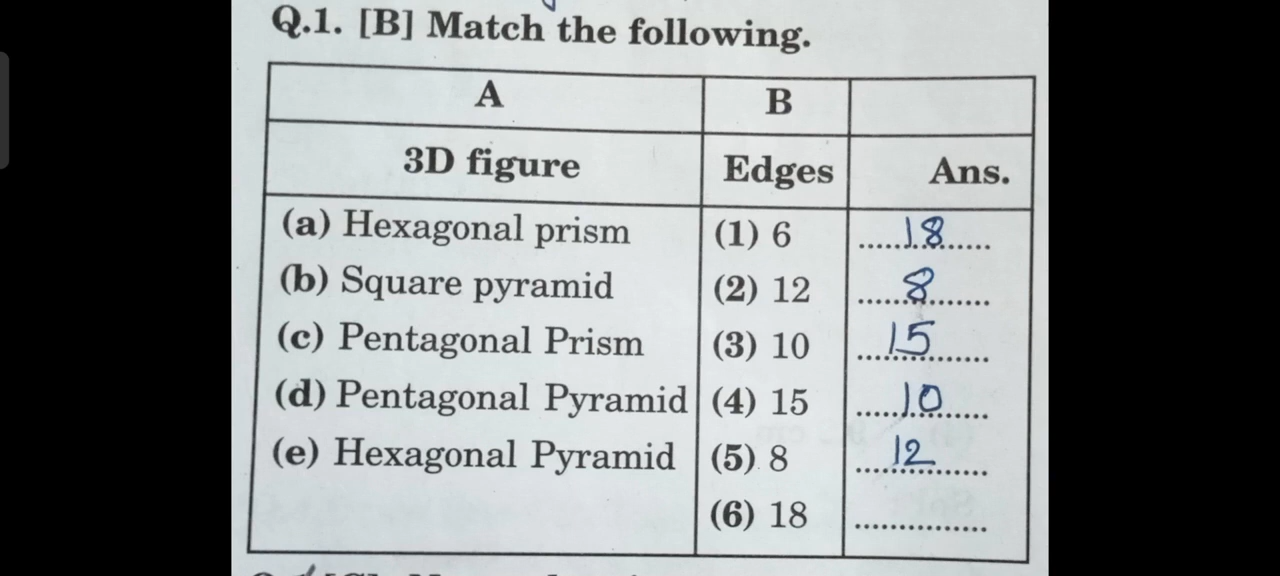 Q.1. [B] Match the following.
A B
3D figure Edges Ans.
(a) Hexagonal prism (1) 6 ......18......
(b) Square pyramid (2) 12 ......8......
(c) Pentagonal Prism (3) 10 ...15......
(d) Pentagonal Pyramid (4) 15 .....10......
(e) Hexagonal Pyramid (5) 8 ....12......
(6) 18 ...............